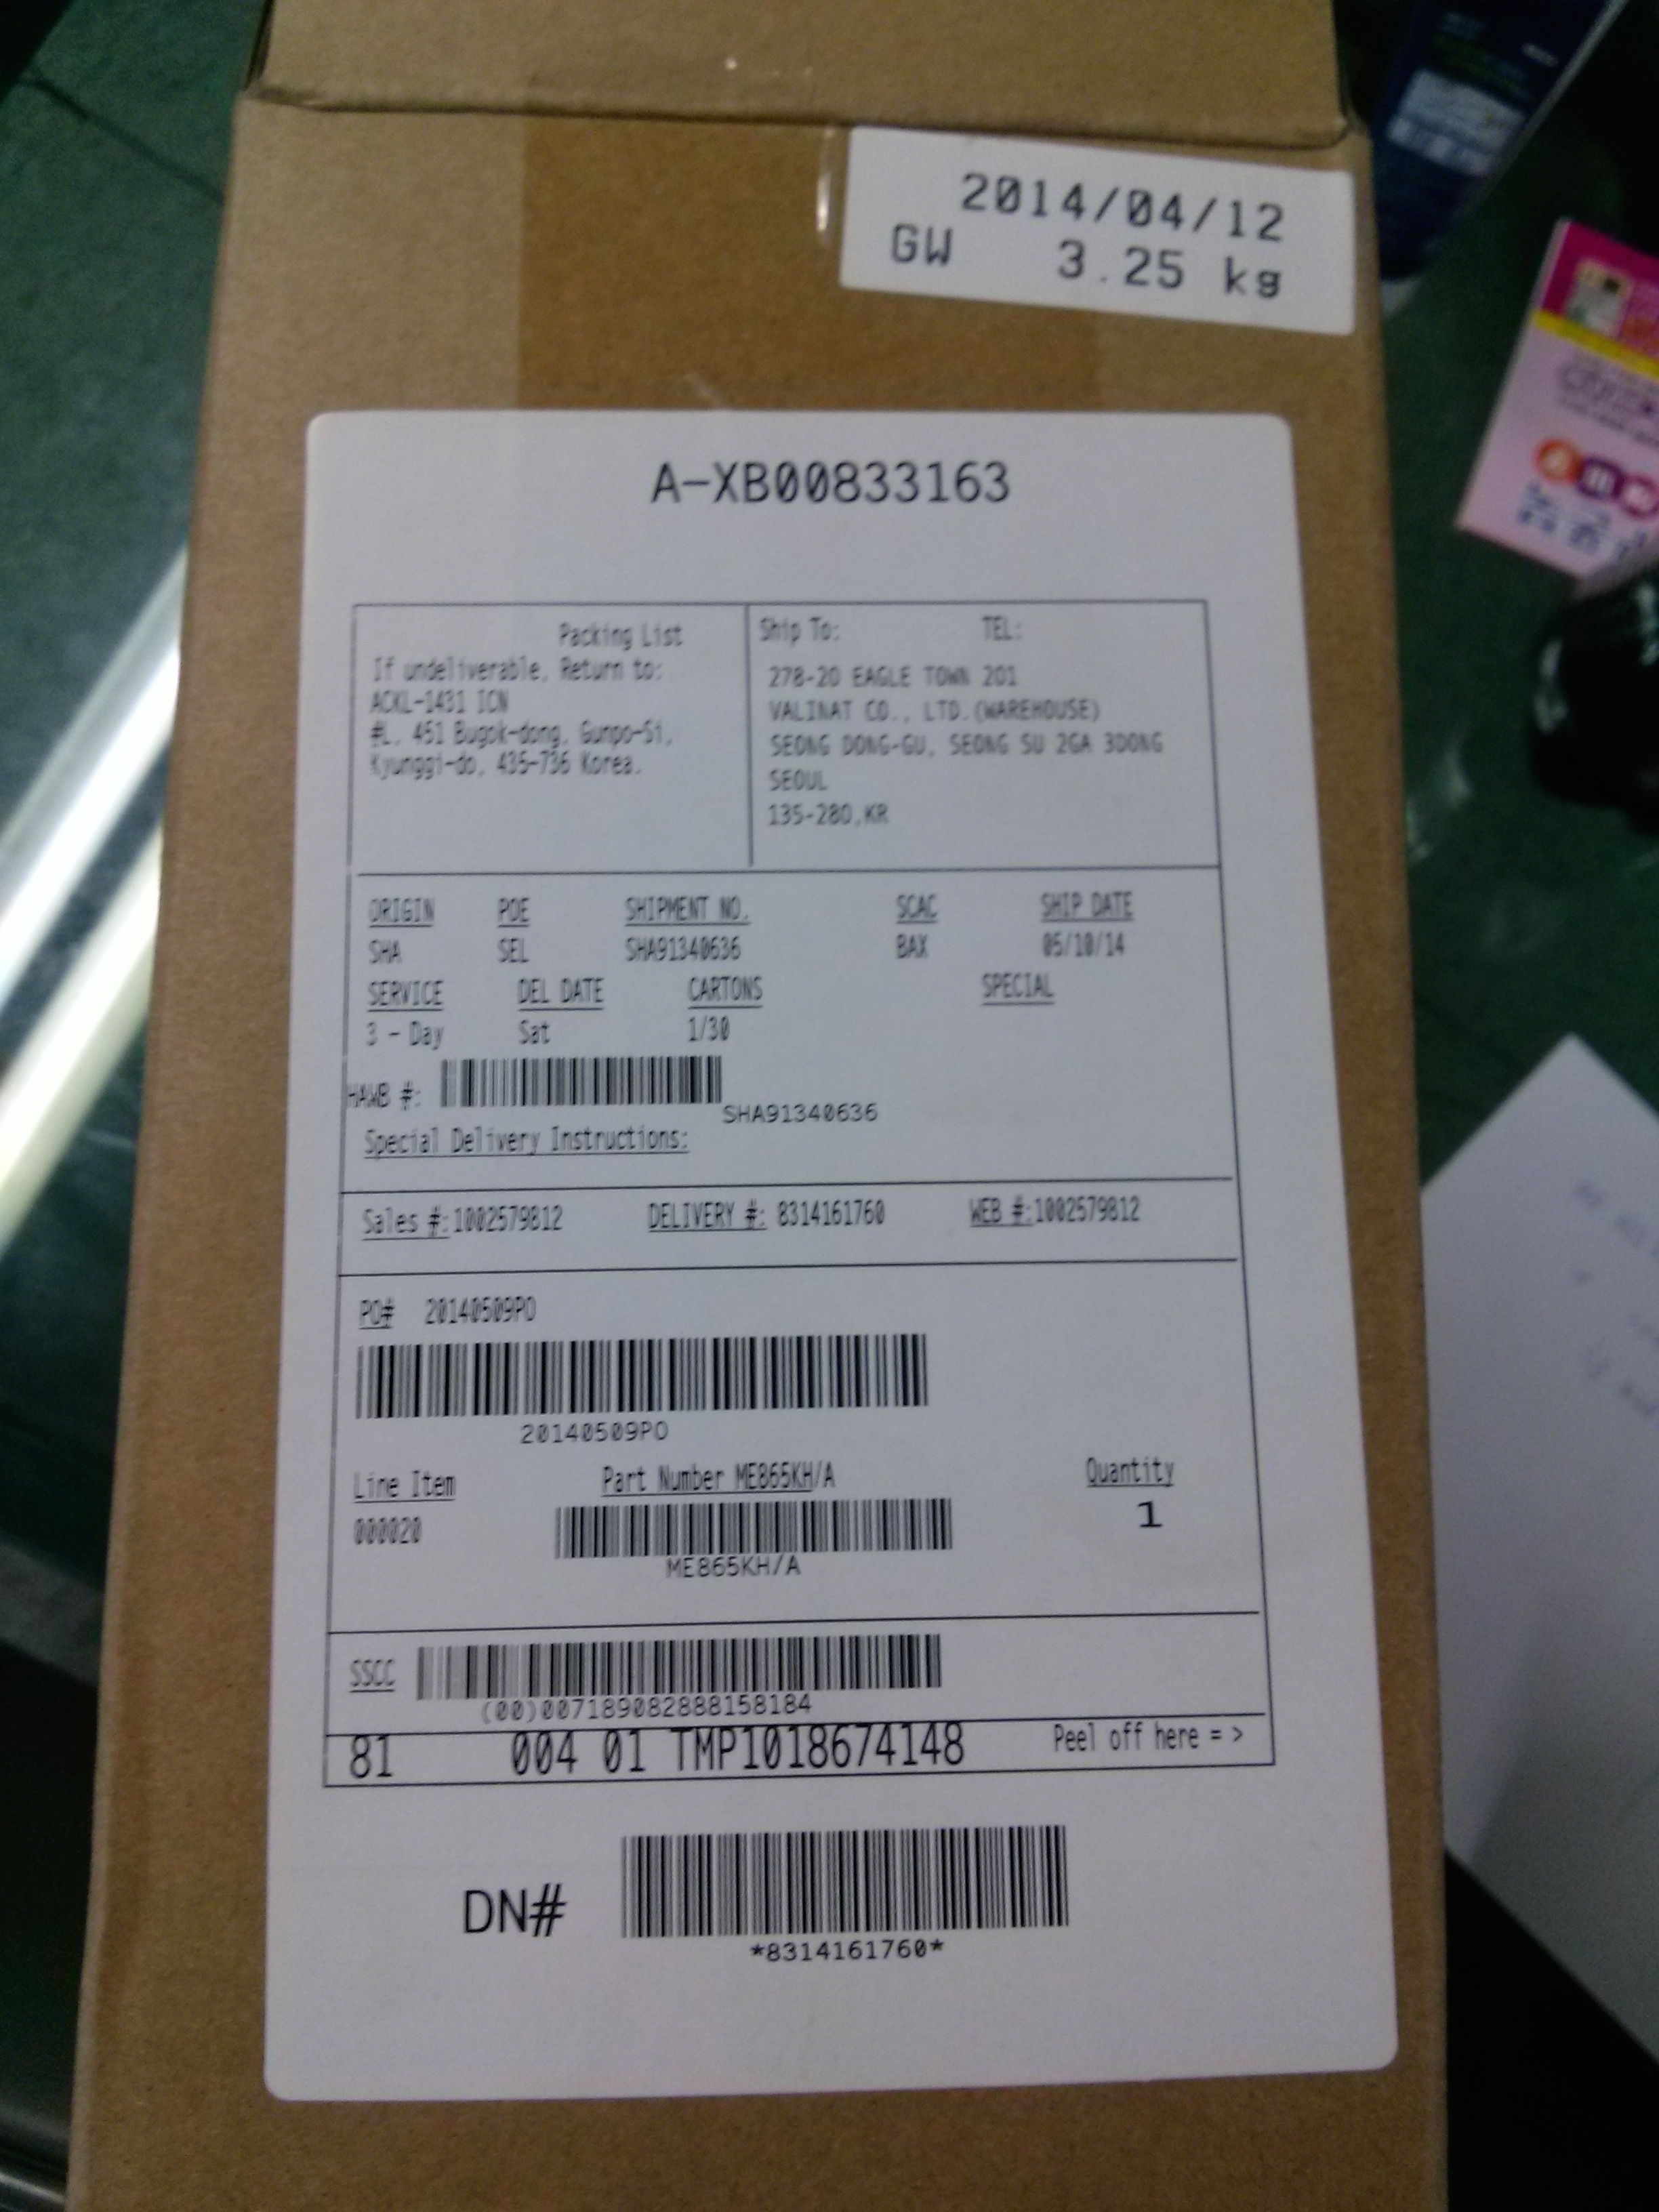 2014/04/12
GW 3.25 kg
A-XB00833163
Packing List
If undeliverable, Return to:
ACKL-1431 ICN
#L, 451 Bugok-dong, Gunpo-Si,
Kyunggi-do, 435-736 Korea.
Ship To: TEL:
278-20 EAGLE TOWN 201
VALINAT CO., LTD.(WAREHOUSE)
SEONG DONG-GU, SEONG SU 2GA 3DONG
SEOUL
135-280,KR
ORIGIN POE SHIPMENT NO. SCAC SHIP DATE
SHA SEL SHA91340636 BAX 05/10/14
SERVICE DEL DATE CARTONS SPECIAL
3 - Day Sat 1/30
HAWB #:
SHA91340636
Special Delivery Instructions:
Sales #:1002579812 DELIVERY #: 8314161760 WEB #:1002579812
PO# 20140509PO
20140509PO
Line Item Part Number ME865KH/A Quantity
000020 1
ME865KH/A
SSCC
(00)007189082888158184
81 004 01 TMP1018674148 Peel off here = >
DN#
*8314161760*